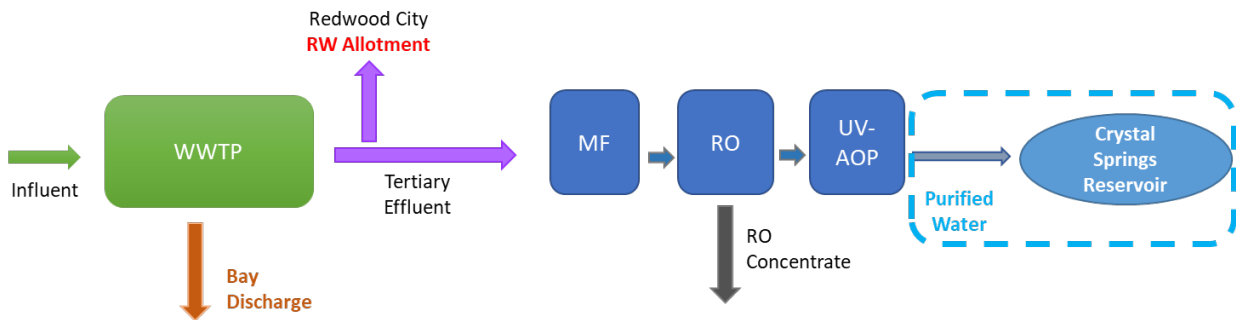 Redwood City
RW Allotment
WWTP
MF
RO
UV-
AOP
Crystal
Springs
Reservoir
Influent
Tertiary
Effluent
Purified
Water
RO
Concentrate
Bay
Discharge